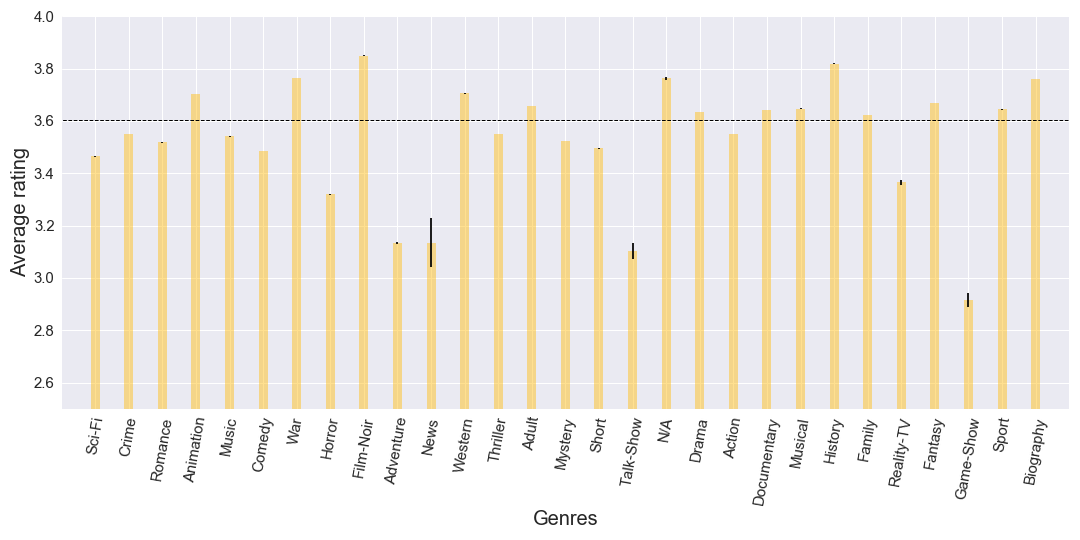 4.0
3.8
3.6
3.4
3.2
3.0
2.8
2.6
Average rating
Sci-Fi
Crime
Romance
Animation
Music
Comedy
War
Horror
Film-Noir
Adventure
News
Western
Thriller
Adult
Mystery
Short
Talk-Show
N/A
Drama
Action
Documentary
Musical
History
Family
Reality-TV
Fantasy
Game-Show
Sport
Biography
Genres